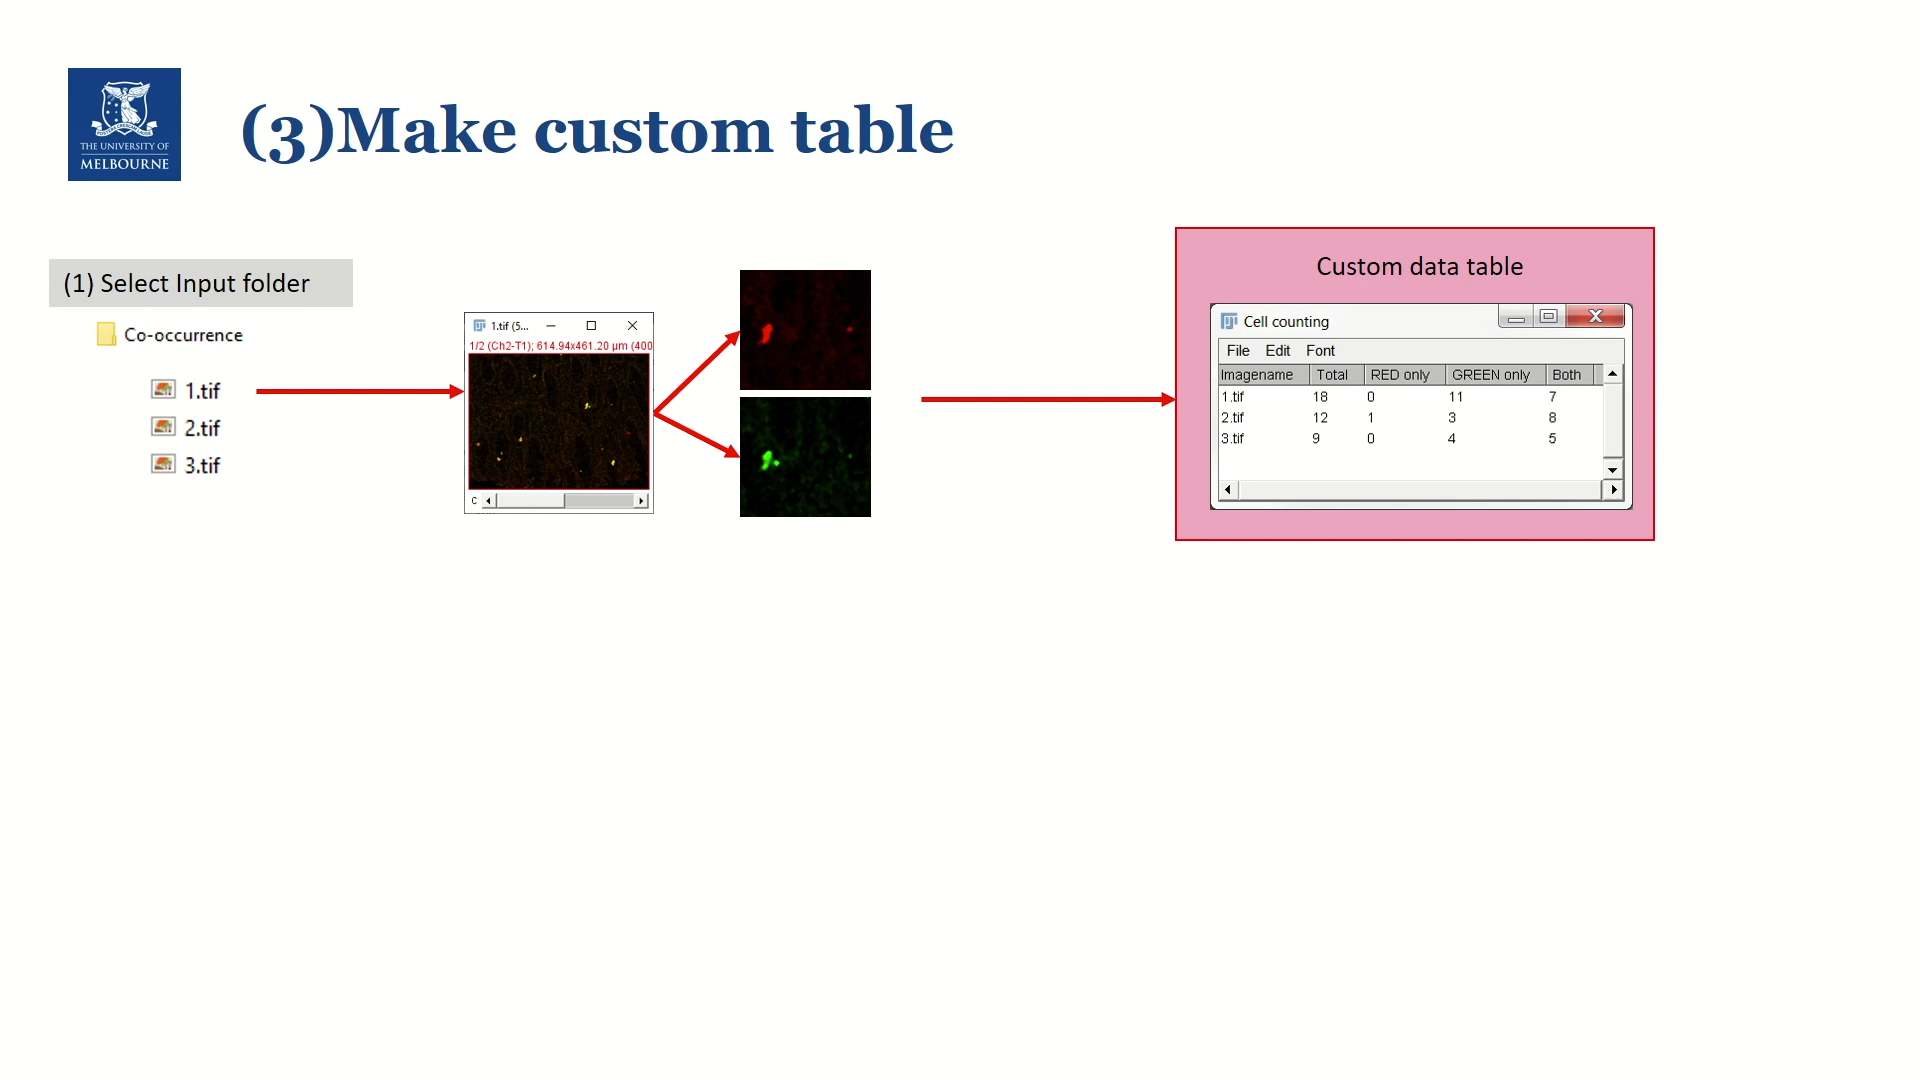 THE UNIVERSITY OF
MELBOURNE
(3)Make custom table
(1) Select Input folder
Co-occurrence
1.tif
2.tif
3.tif
1.tif (5...
1/2 (Ch2-T1); 614.94x461.20 µm (400
C
Custom data table
Cell counting
File Edit Font
Imagename Total RED only GREEN only Both
1.tif 18 0 11 7
2.tif 12 1 3 8
3.tif 9 0 4 5